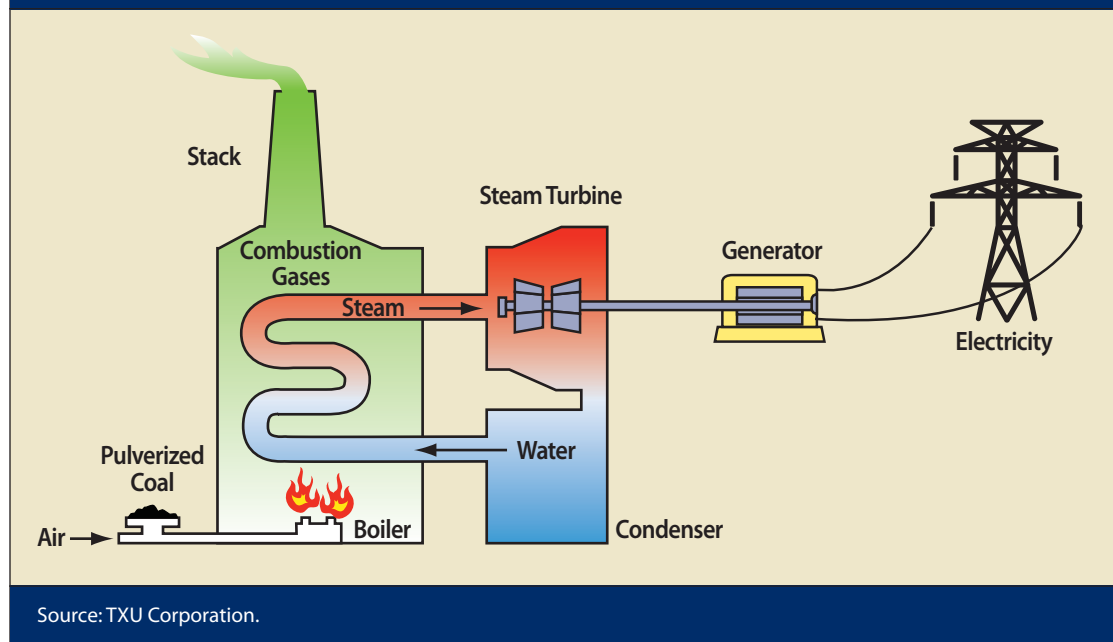 Stack
Steam Turbine
Combustion
Gases
Generator
Steam
Electricity
Pulverized
Coal
Water
Air
Boiler
Condenser
Source: TXU Corporation.